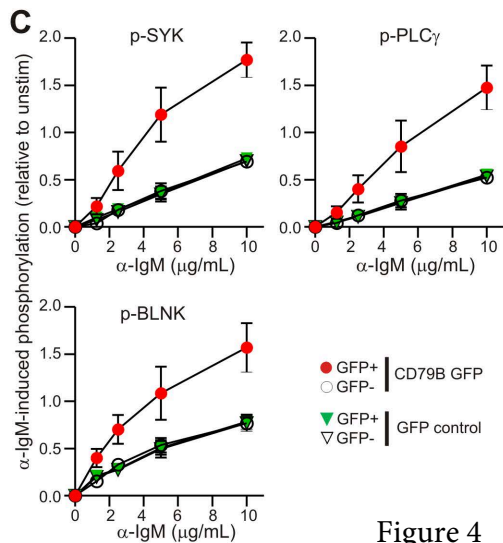 C
p-SYK
p-PLCγ
α-IgM-induced phosphorylation (relative to unstim)
2.0
1.5
1.0
0.5
0.0
0 2 4 6 8 10
α-IgM (μg/mL)
2.0
1.5
1.0
0.5
0.0
0 2 4 6 8 10
α-IgM (μg/mL)
p-BLNK
2.0
1.5
1.0
0.5
0.0
0 2 4 6 8 10
α-IgM (μg/mL)
GFP+
GFP-
CD79B GFP
GFP+
GFP-
GFP control
Figure 4